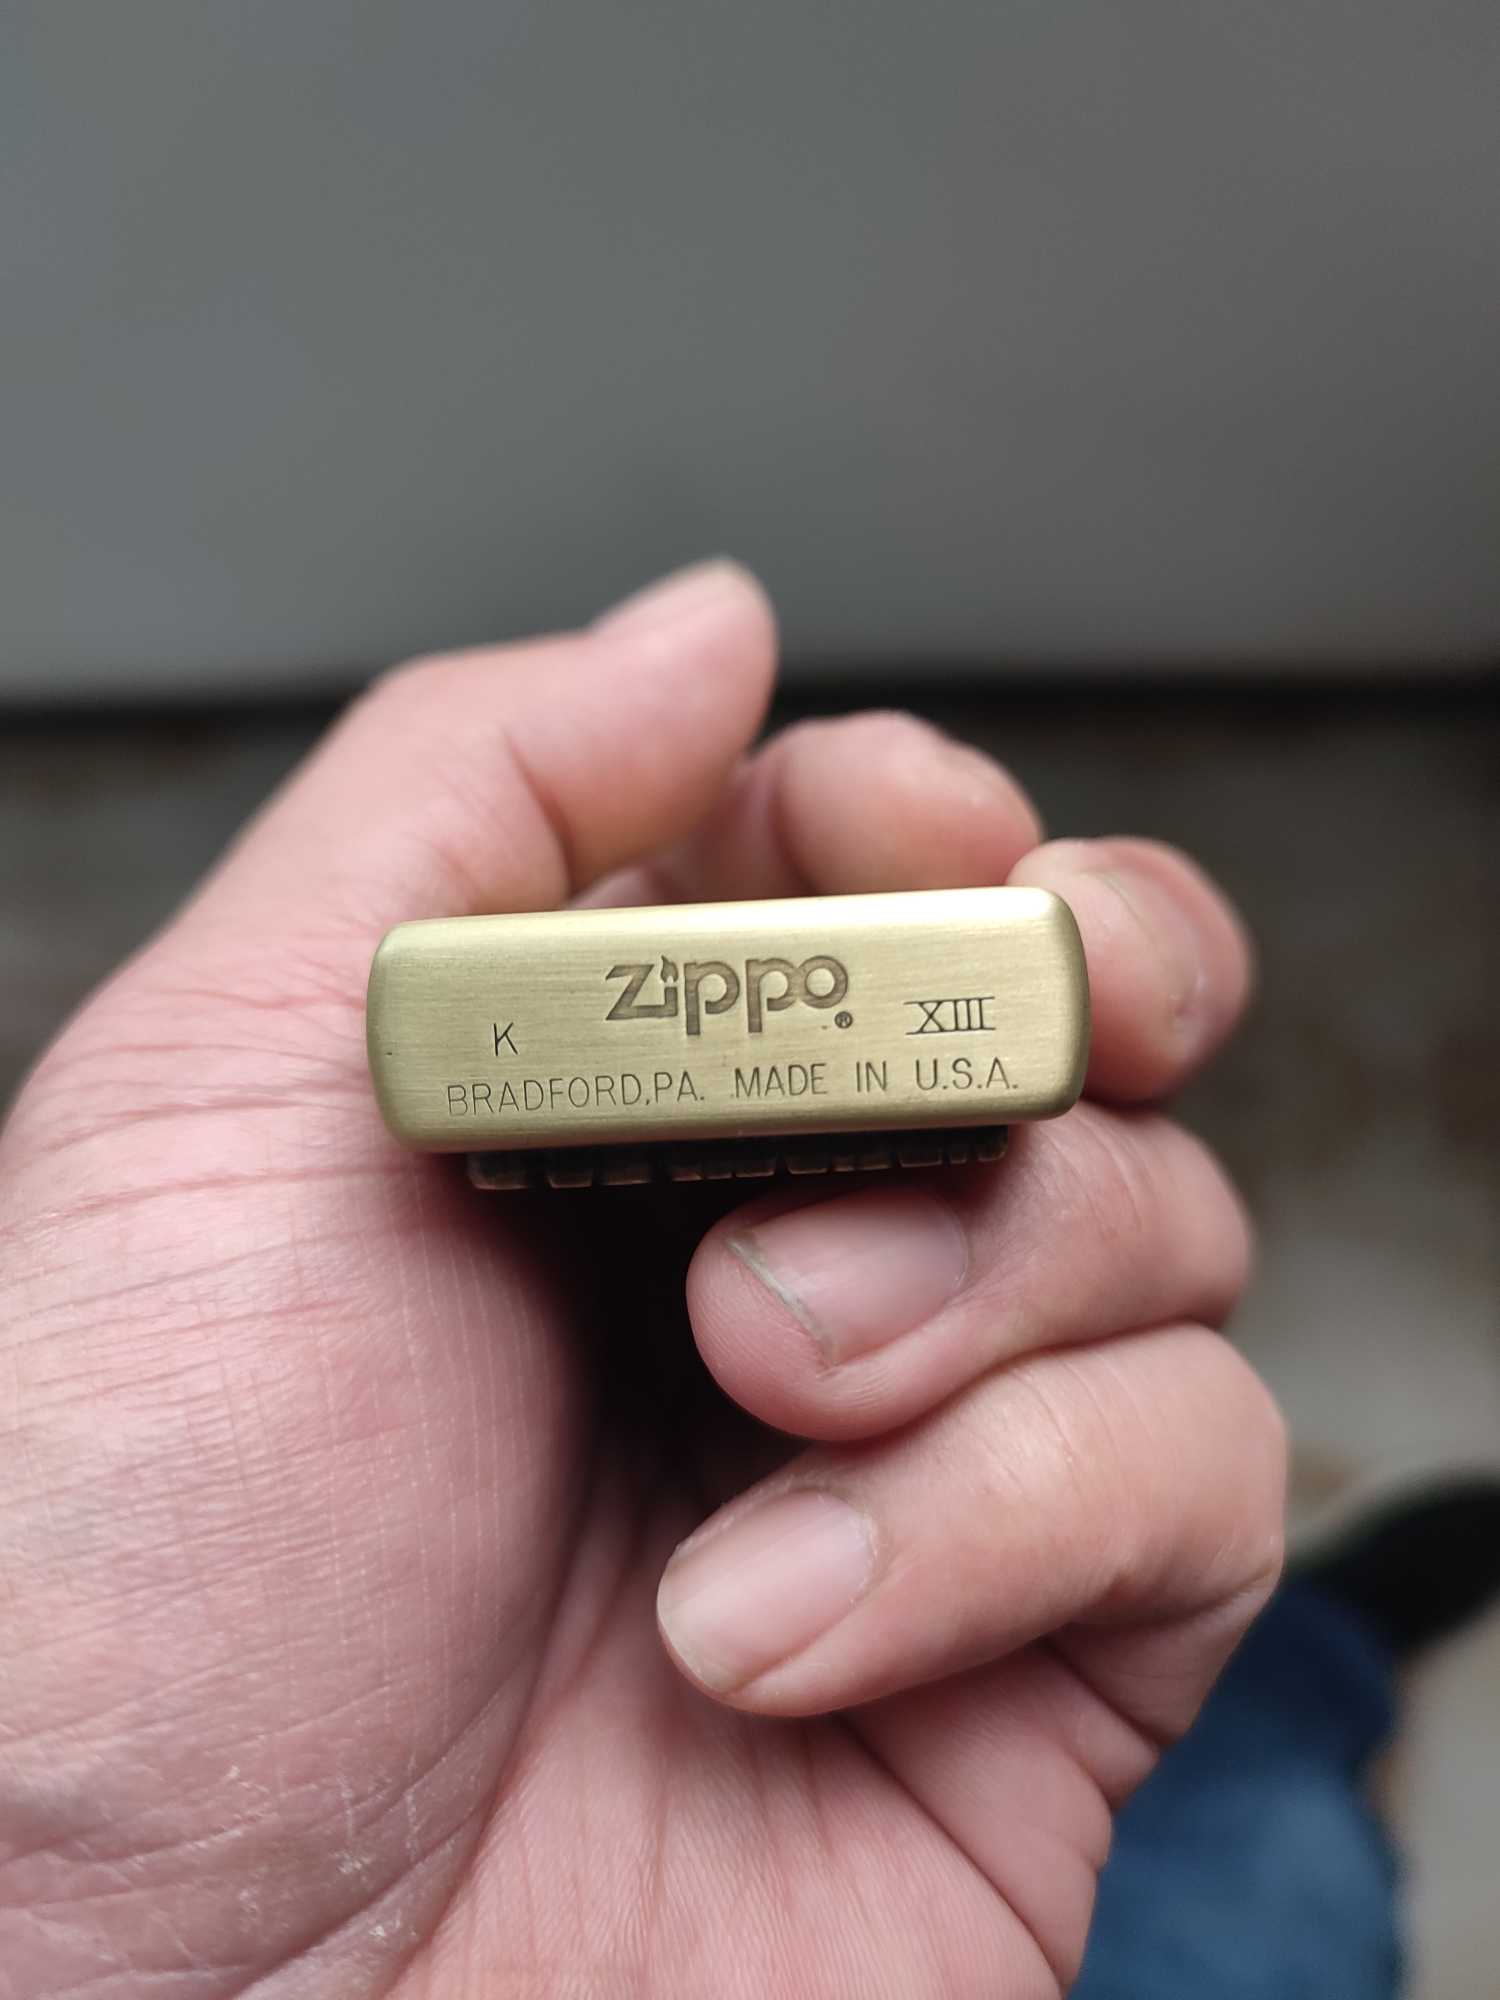 Zippo®
K XIII
BRADFORD,PA. MADE IN U.S.A.